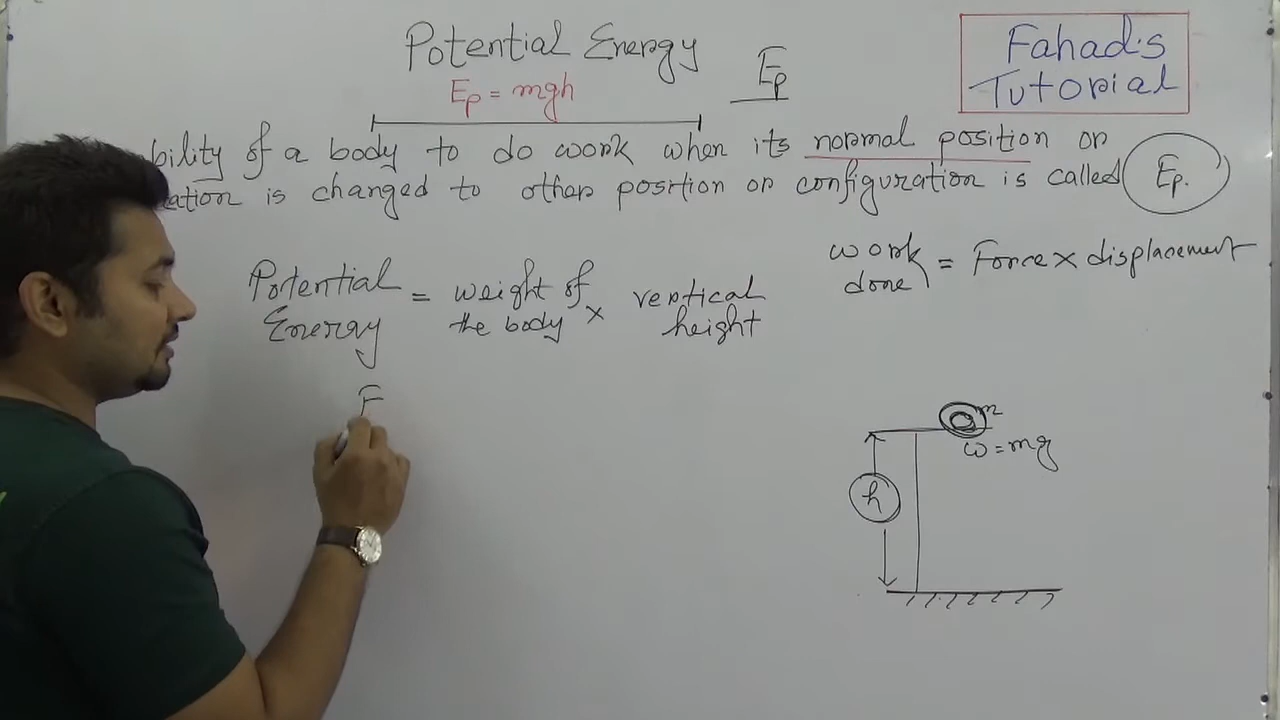 Potential Energy
Ep = mgh
Ep
Fahad's
Tutorial
bility of a body to do work when its normal position or
ation is changed to other position or configuration is called Ep.
Potential Energy = weight of the body × vertical height
work done = Force × displacement
E
m
w = mg
h